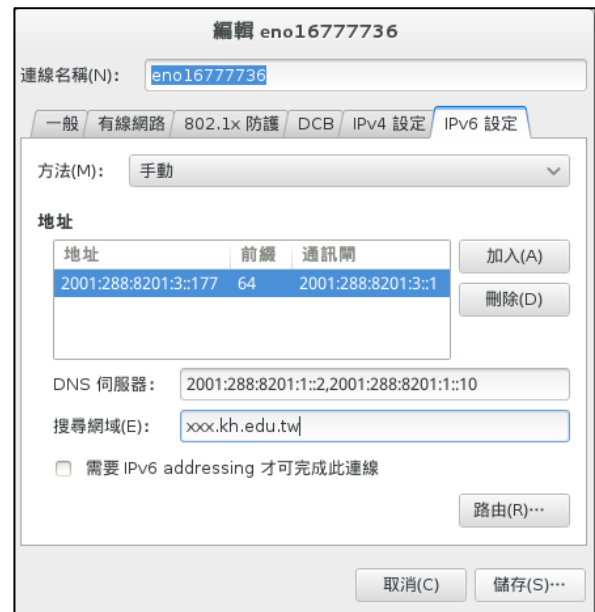 編輯 eno16777736
連線名稱(N): eno16777736
一般 有線網路 802.1x 防護 DCB IPv4 設定 IPv6 設定
方法(M): 手動
地址
地址 前綴 通訊閘
加入(A)
2001:288:8201:3::177 64 2001:288:8201:3::1
刪除(D)
DNS 伺服器: 2001:288:8201:1::2,2001:288:8201:1::10
搜尋網域(E): xxx.kh.edu.tw
需要 IPv6 addressing 才可完成此連線
路由(R)…
取消(C) 儲存(S)…